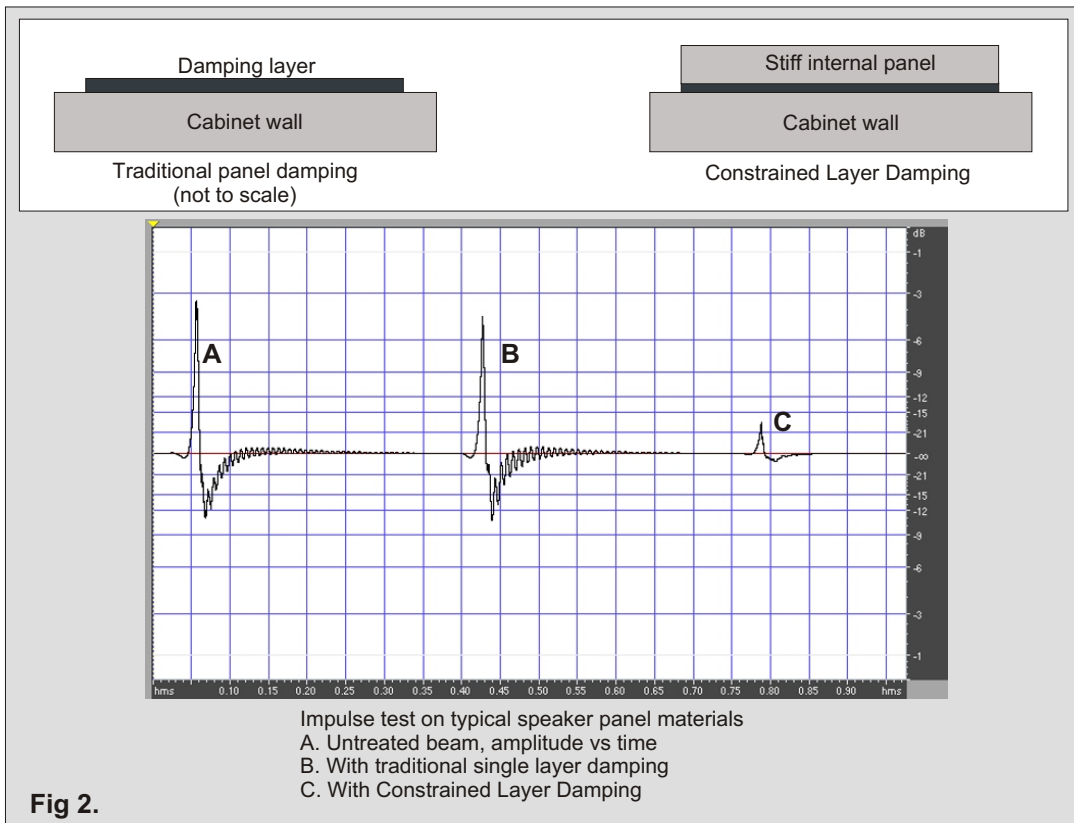 Damping layer
Cabinet wall
Traditional panel damping
(not to scale)
Stiff internal panel
Cabinet wall
Constrained Layer Damping
A
B
C
dB
-1
-3
-6
-9
-12
-15
-21
-00
-21
-15
-12
-9
-6
-3
-1
hms 0.10 0.15 0.20 0.25 0.30 0.35 0.40 0.45 0.50 0.55 0.60 0.65 0.70 0.75 0.80 0.85 0.90 hms
Impulse test on typical speaker panel materials
A. Untreated beam, amplitude vs time
B. With traditional single layer damping
C. With Constrained Layer Damping
Fig 2.